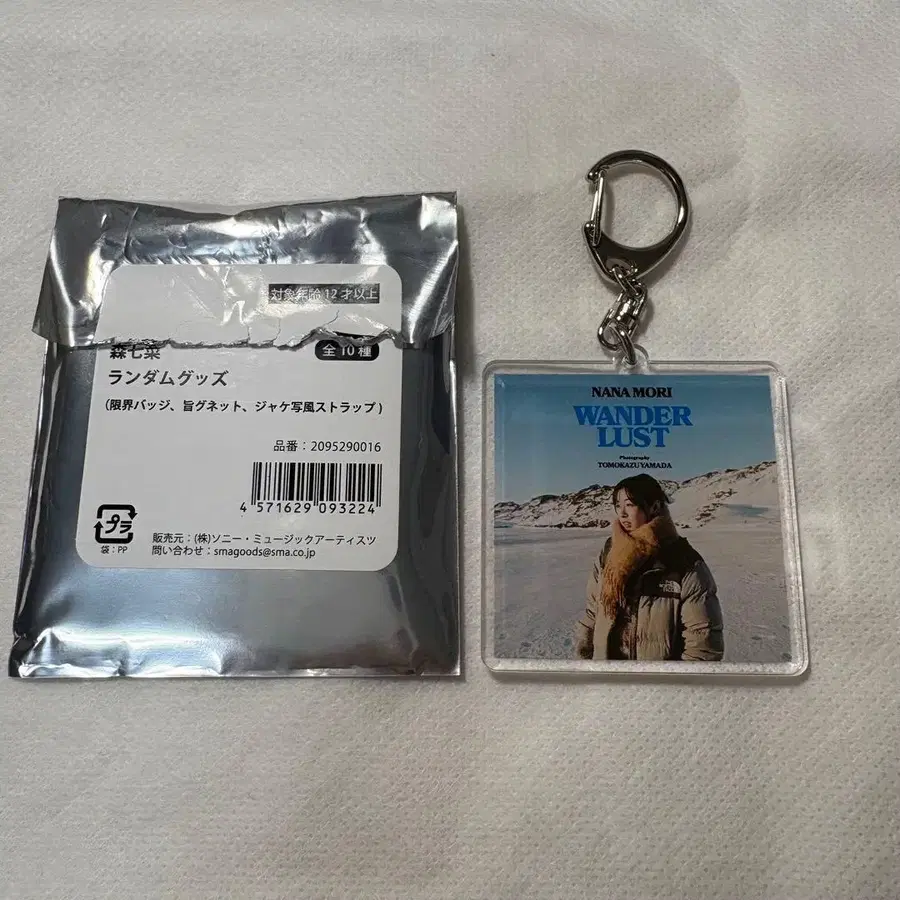 対象年齢12才以上
森七菜
全10種
ランダムグッズ
(限界バッジ、旨グネット、ジャケ写風ストラップ)
品番：2095290016
4 571629 093224
プラ
袋：PP
販売元：(株)ソニー・ミュージックアーティスツ
問い合わせ：smagoods@sma.co.jp
NANA MORI
WANDER
LUST
Photography
TOMOKAZU YAMADA
THE
NORTH
FACE